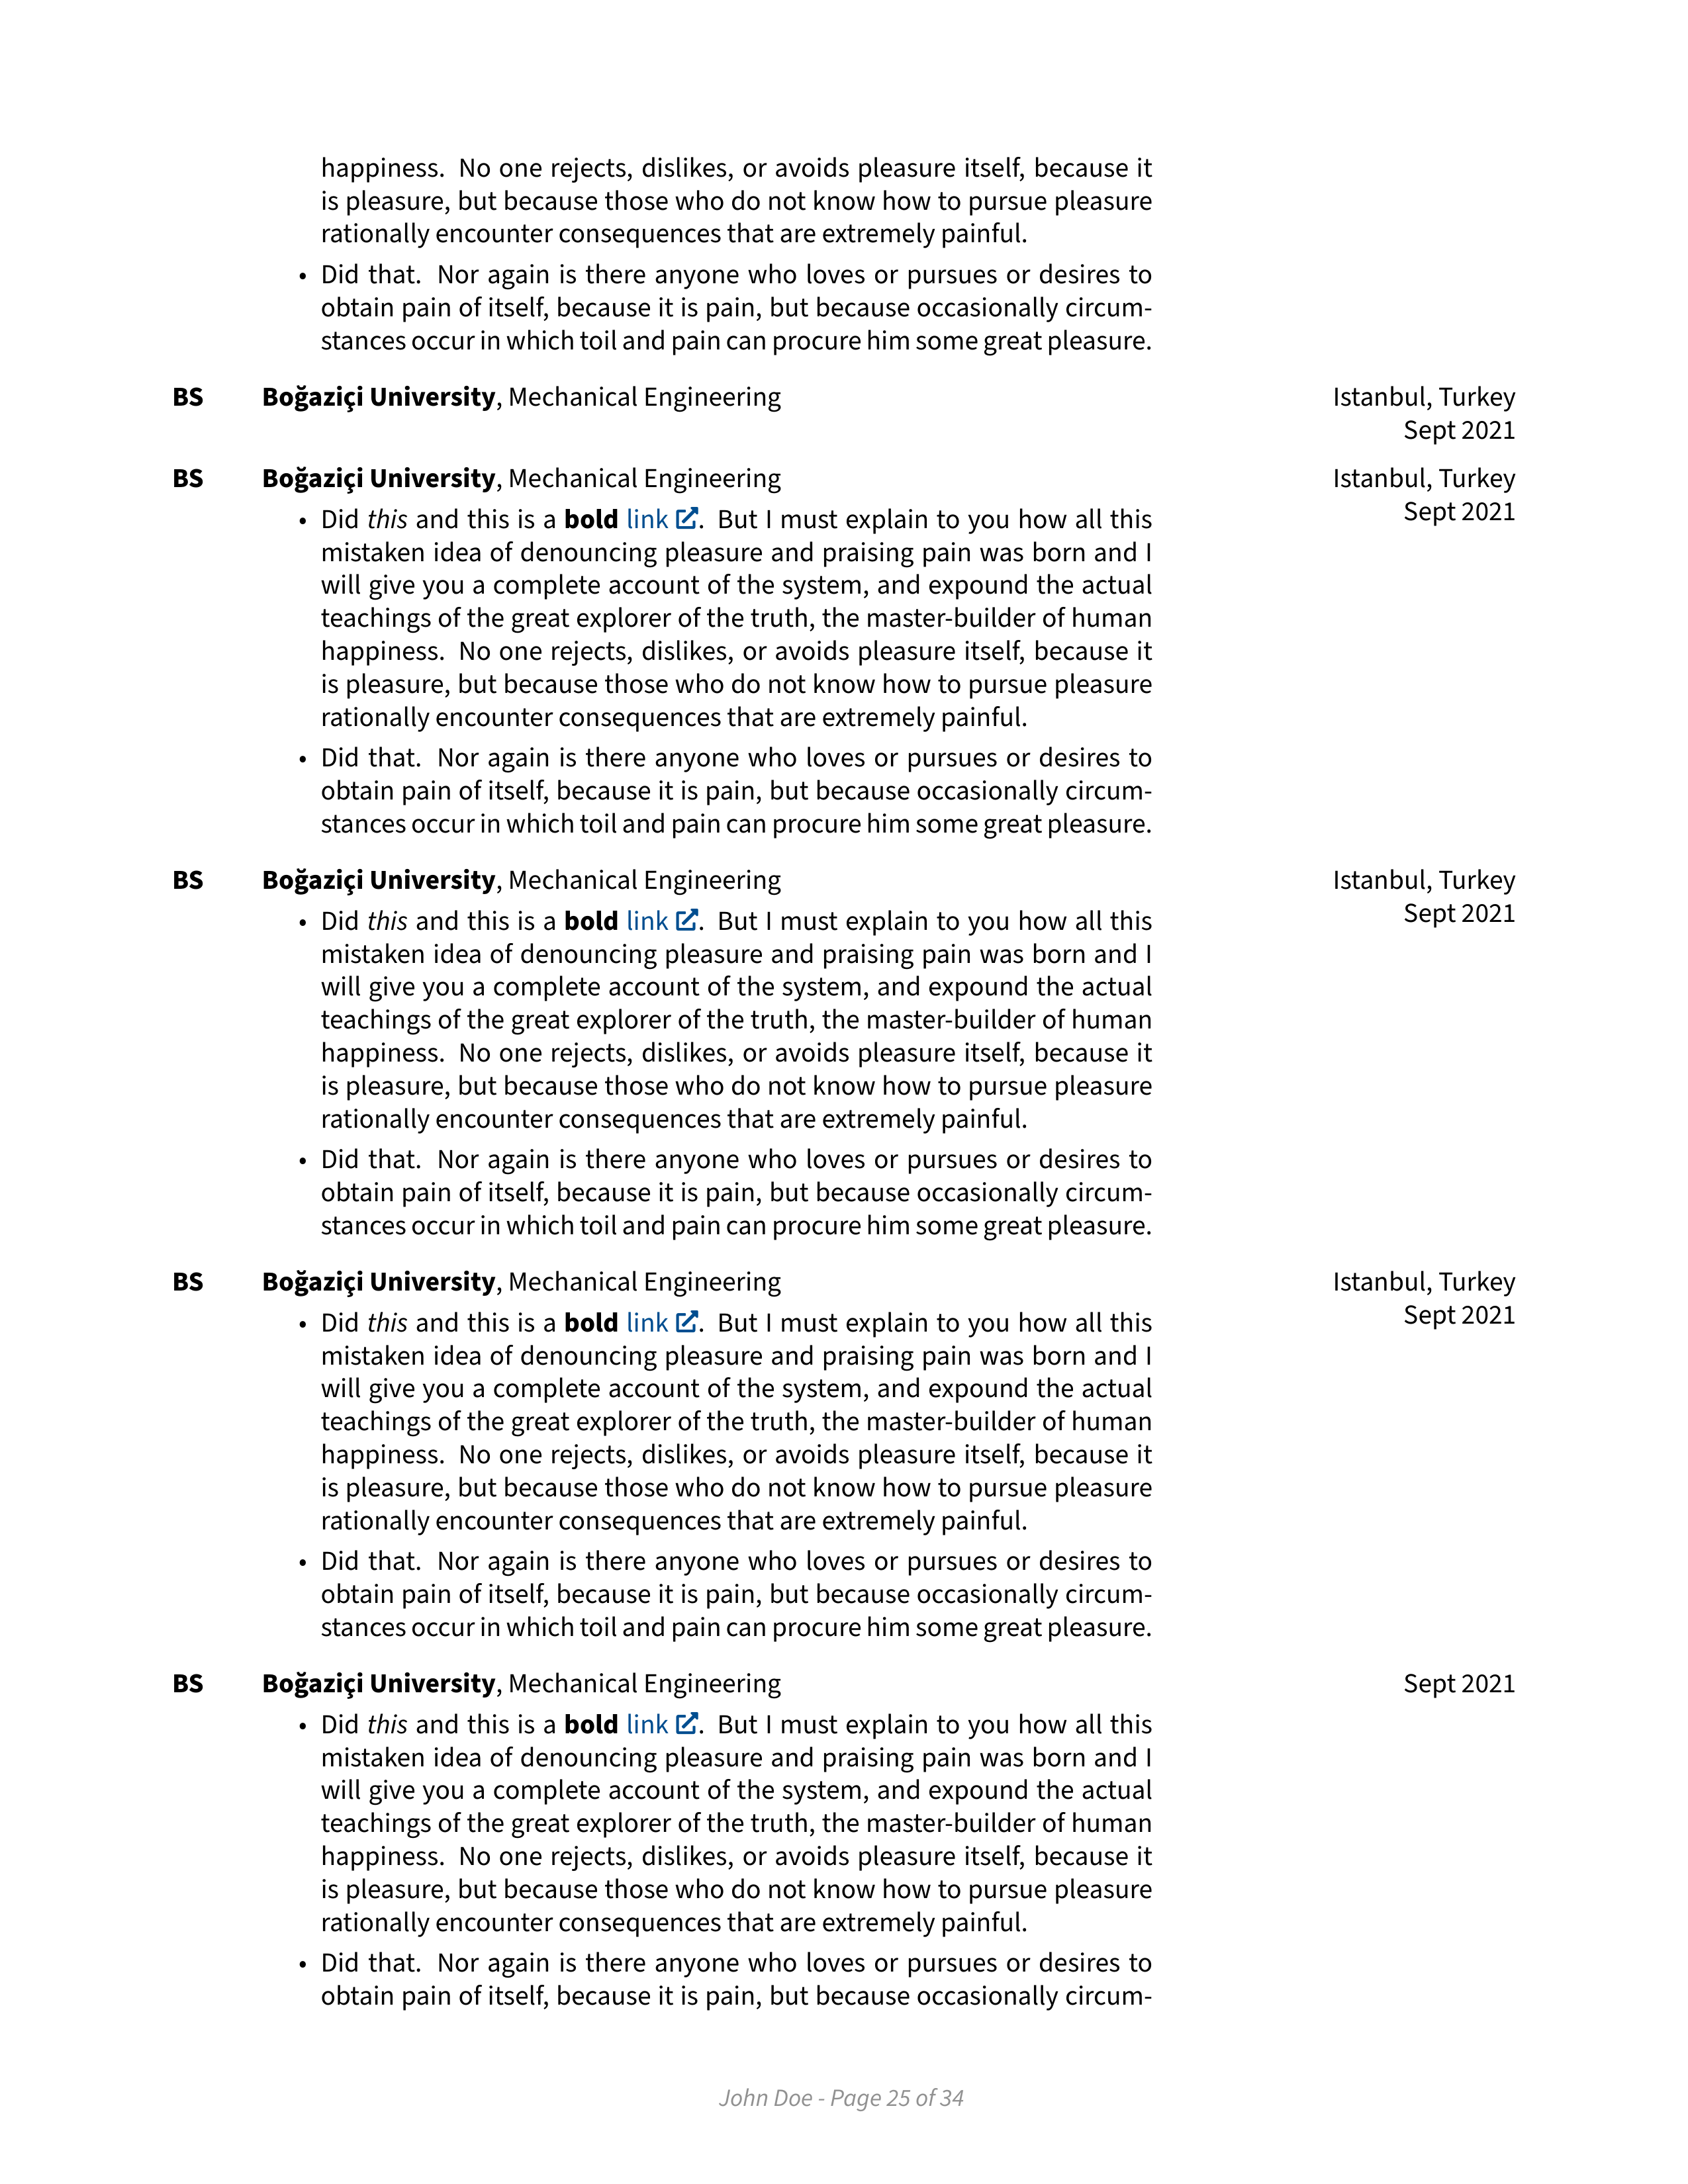 happiness. No one rejects, dislikes, or avoids pleasure itself, because it
is pleasure, but because those who do not know how to pursue pleasure
rationally encounter consequences that are extremely painful.
• Did that. Nor again is there anyone who loves or pursues or desires to
obtain pain of itself, because it is pain, but because occasionally circum-
stances occur in which toil and pain can procure him some great pleasure.
BS Boğaziçi University, Mechanical Engineering Istanbul, Turkey
Sept 2021
BS Boğaziçi University, Mechanical Engineering Istanbul, Turkey
Sept 2021
• Did this and this is a bold link. But I must explain to you how all this
mistaken idea of denouncing pleasure and praising pain was born and I
will give you a complete account of the system, and expound the actual
teachings of the great explorer of the truth, the master-builder of human
happiness. No one rejects, dislikes, or avoids pleasure itself, because it
is pleasure, but because those who do not know how to pursue pleasure
rationally encounter consequences that are extremely painful.
• Did that. Nor again is there anyone who loves or pursues or desires to
obtain pain of itself, because it is pain, but because occasionally circum-
stances occur in which toil and pain can procure him some great pleasure.
BS Boğaziçi University, Mechanical Engineering Istanbul, Turkey
Sept 2021
• Did this and this is a bold link. But I must explain to you how all this
mistaken idea of denouncing pleasure and praising pain was born and I
will give you a complete account of the system, and expound the actual
teachings of the great explorer of the truth, the master-builder of human
happiness. No one rejects, dislikes, or avoids pleasure itself, because it
is pleasure, but because those who do not know how to pursue pleasure
rationally encounter consequences that are extremely painful.
• Did that. Nor again is there anyone who loves or pursues or desires to
obtain pain of itself, because it is pain, but because occasionally circum-
stances occur in which toil and pain can procure him some great pleasure.
BS Boğaziçi University, Mechanical Engineering Istanbul, Turkey
Sept 2021
• Did this and this is a bold link. But I must explain to you how all this
mistaken idea of denouncing pleasure and praising pain was born and I
will give you a complete account of the system, and expound the actual
teachings of the great explorer of the truth, the master-builder of human
happiness. No one rejects, dislikes, or avoids pleasure itself, because it
is pleasure, but because those who do not know how to pursue pleasure
rationally encounter consequences that are extremely painful.
• Did that. Nor again is there anyone who loves or pursues or desires to
obtain pain of itself, because it is pain, but because occasionally circum-
stances occur in which toil and pain can procure him some great pleasure.
BS Boğaziçi University, Mechanical Engineering Sept 2021
• Did this and this is a bold link. But I must explain to you how all this
mistaken idea of denouncing pleasure and praising pain was born and I
will give you a complete account of the system, and expound the actual
teachings of the great explorer of the truth, the master-builder of human
happiness. No one rejects, dislikes, or avoids pleasure itself, because it
is pleasure, but because those who do not know how to pursue pleasure
rationally encounter consequences that are extremely painful.
• Did that. Nor again is there anyone who loves or pursues or desires to
obtain pain of itself, because it is pain, but because occasionally circum-
John Doe - Page 25 of 34